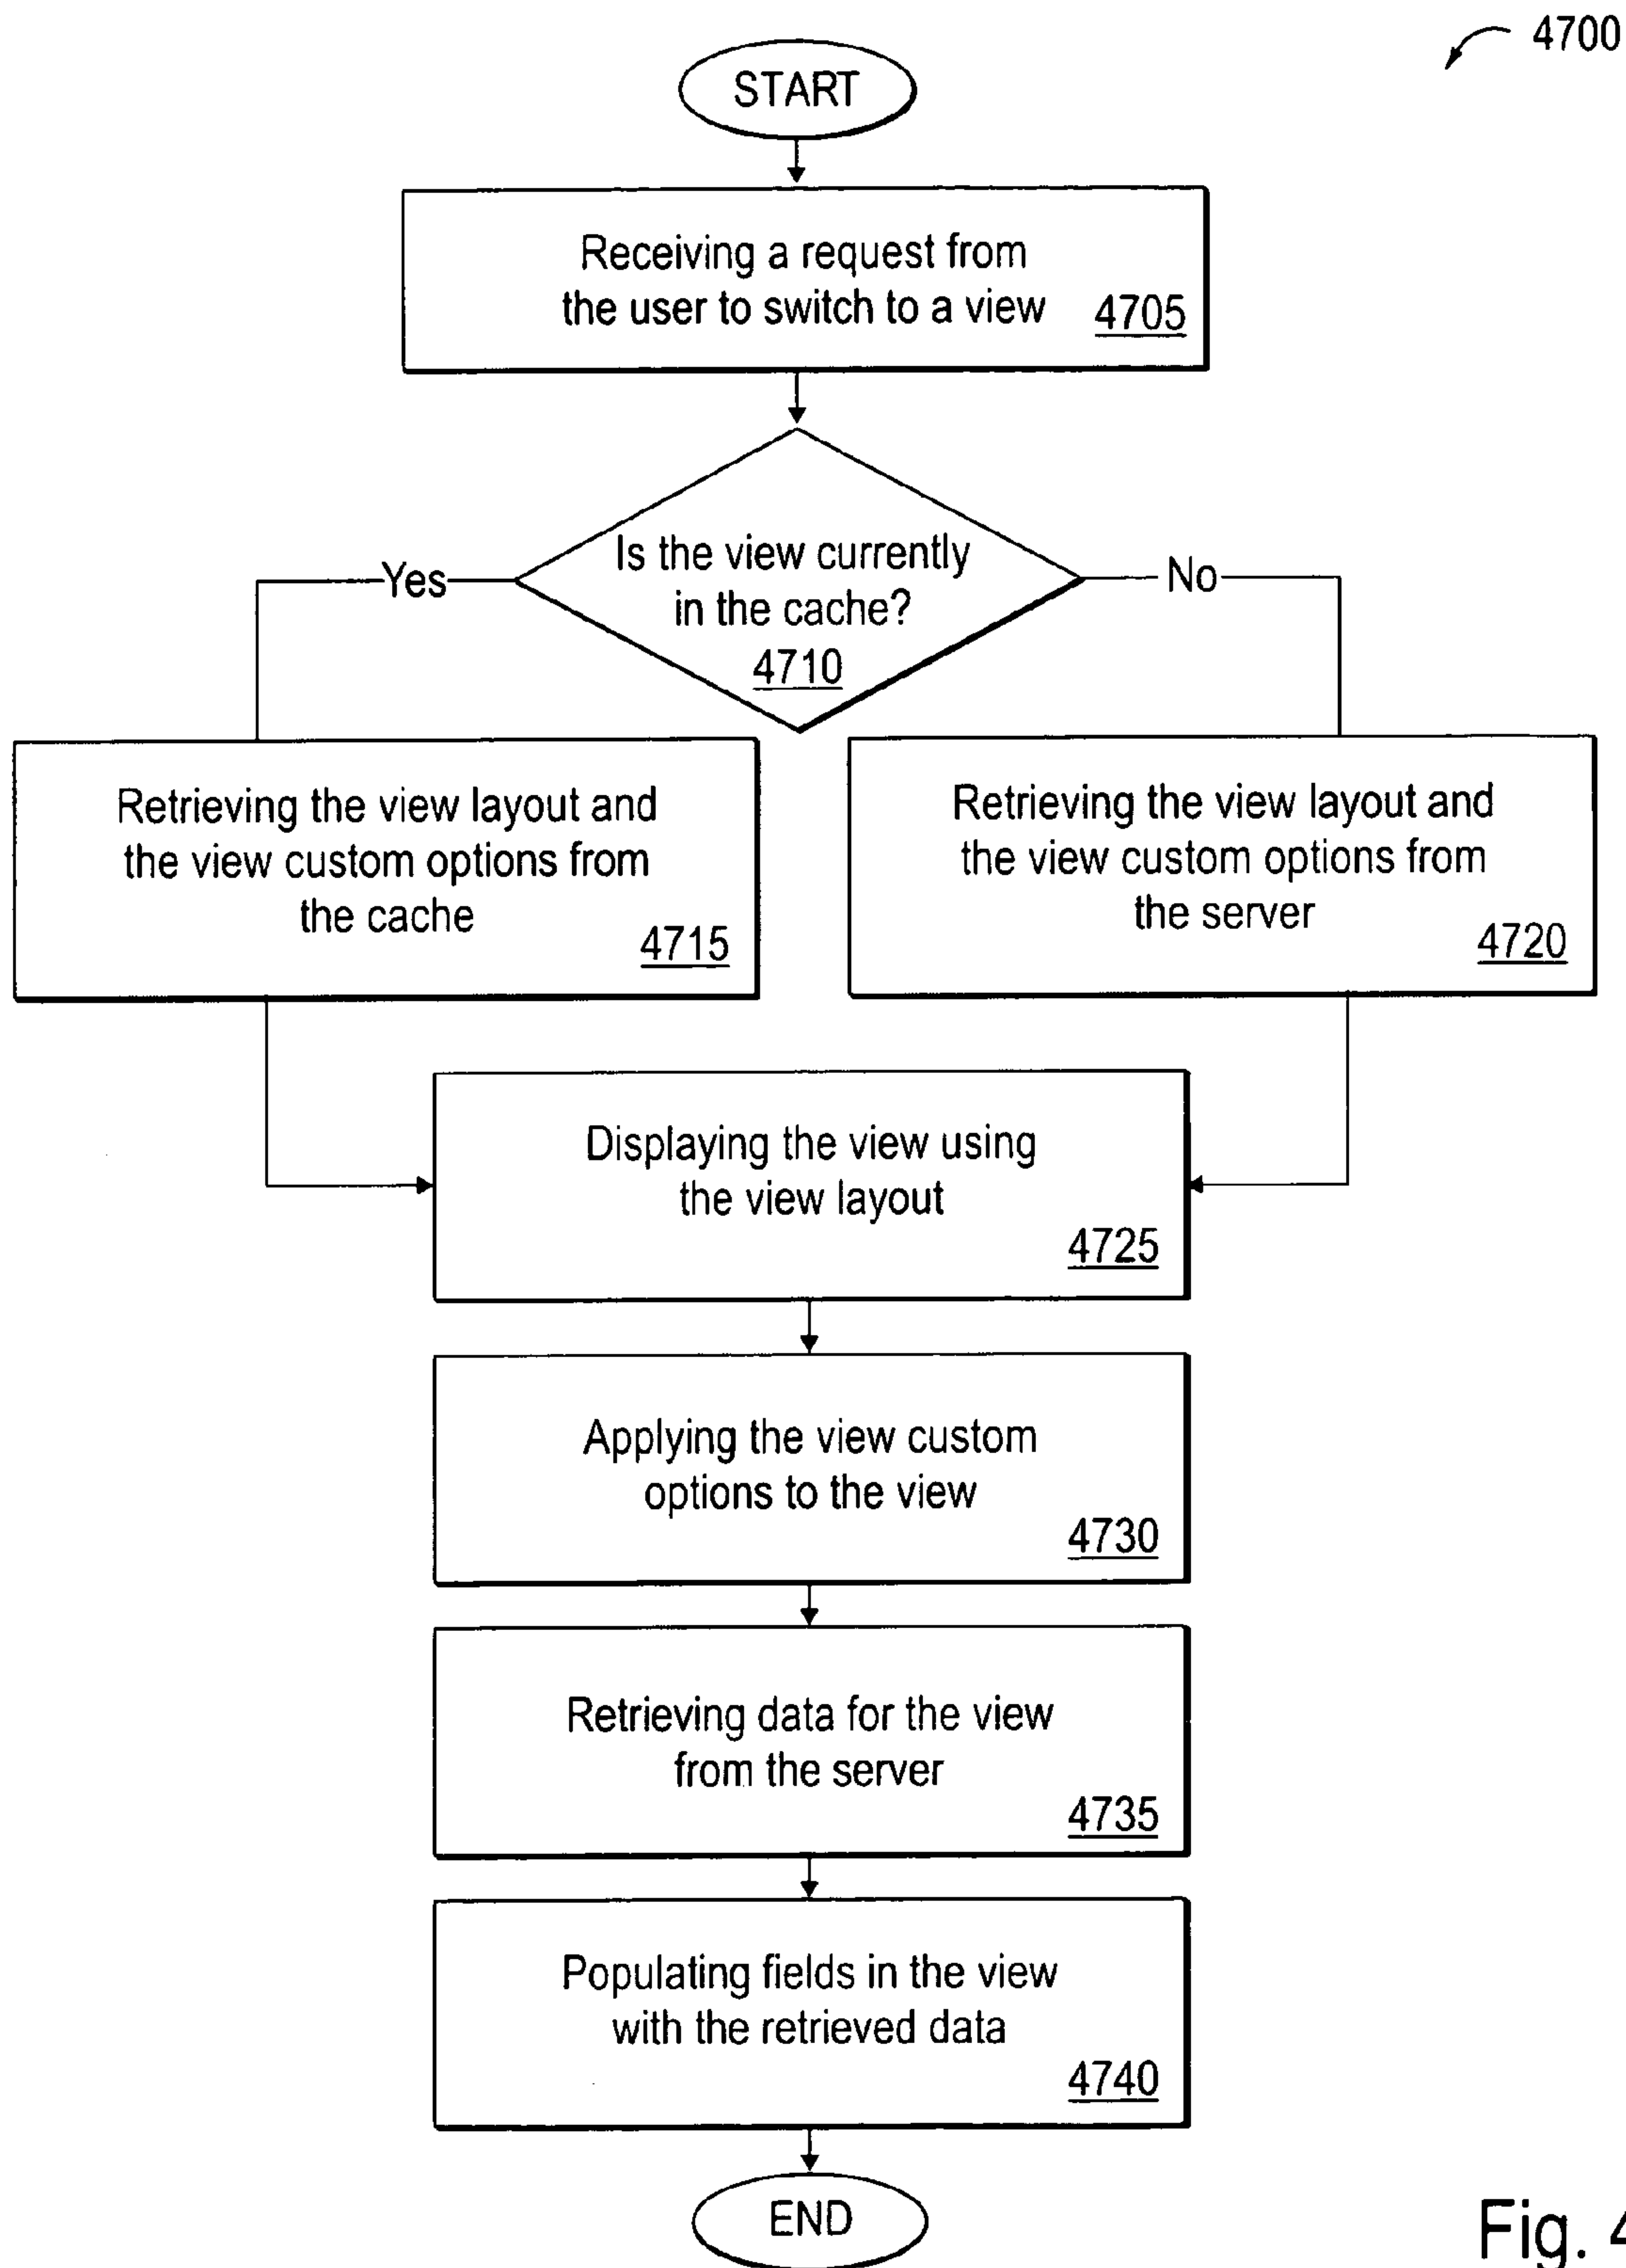 4700
START
Receiving a request from
the user to switch to a view
4705
Is the view currently
in the cache?
4710
Yes
No
Retrieving the view layout and
the view custom options from
the cache
4715
Retrieving the view layout and
the view custom options from
the server
4720
Displaying the view using
the view layout
4725
Applying the view custom
options to the view
4730
Retrieving data for the view
from the server
4735
Populating fields in the view
with the retrieved data
4740
END
Fig.